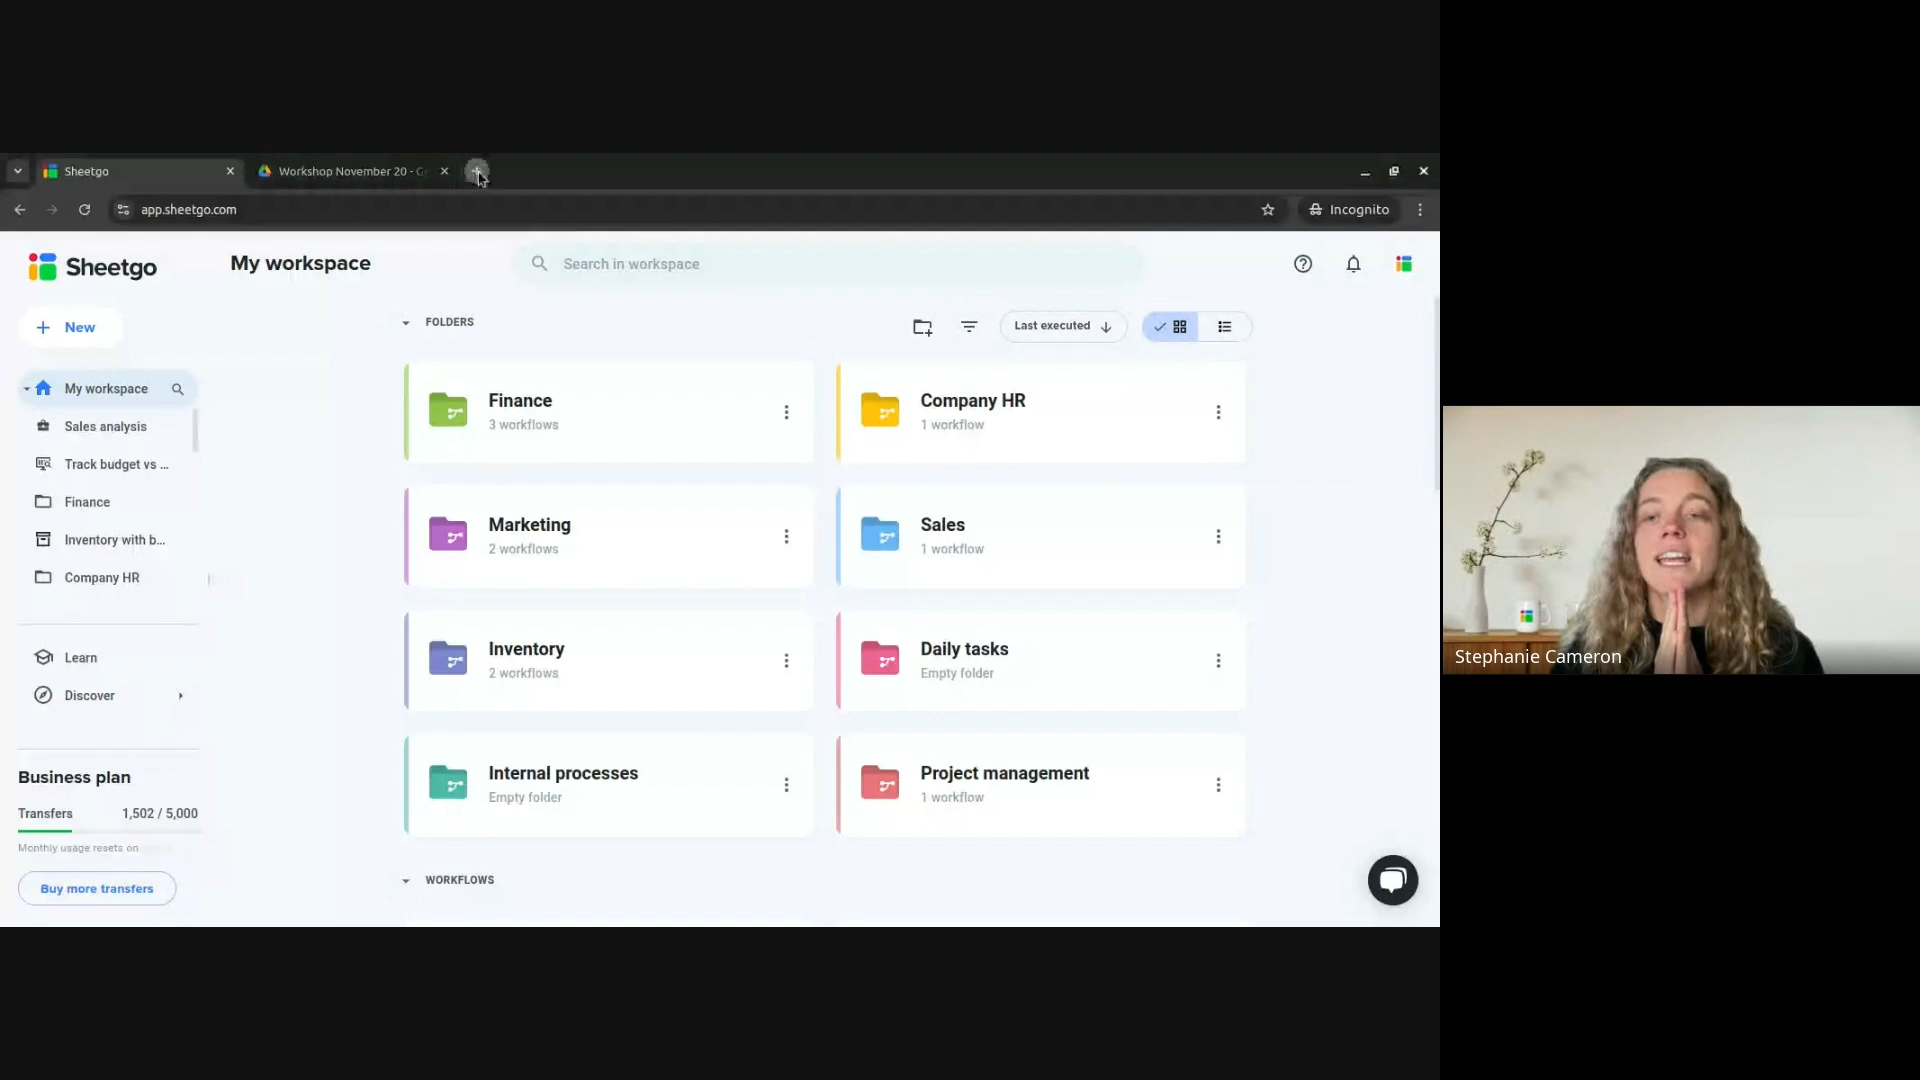 Sheetgo
Workshop November 20 - G
app.sheetgo.com
Incognito
Sheetgo
My workspace
Search in workspace
New
FOLDERS
Last executed
My workspace
Sales analysis
Track budget vs ...
Finance
Inventory with b...
Company HR
Learn
Discover
Business plan
Transfers 1,502 / 5,000
Monthly usage resets on
Buy more transfers
Finance
3 workflows
Company HR
1 workflow
Marketing
2 workflows
Sales
1 workflow
Inventory
2 workflows
Daily tasks
Empty folder
Internal processes
Empty folder
Project management
1 workflow
WORKFLOWS
Stephanie Cameron